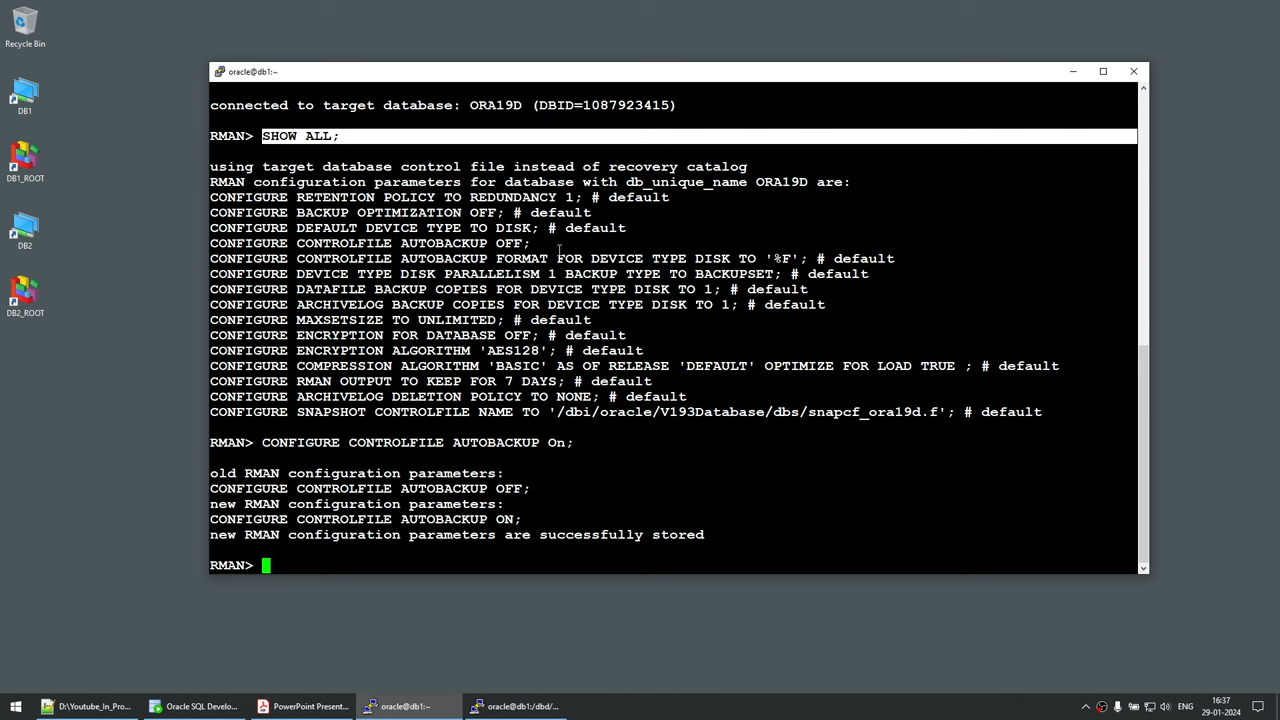 Recycle Bin
DB1
DB1_ROOT
DB2
DB2_ROOT
oracle@db1:~
connected to target database: ORA19D (DBID=1087923415)
RMAN> SHOW ALL;
using target database control file instead of recovery catalog
RMAN configuration parameters for database with db_unique_name ORA19D are:
CONFIGURE RETENTION POLICY TO REDUNDANCY 1; # default
CONFIGURE BACKUP OPTIMIZATION OFF; # default
CONFIGURE DEFAULT DEVICE TYPE TO DISK; # default
CONFIGURE CONTROLFILE AUTOBACKUP OFF;
CONFIGURE CONTROLFILE AUTOBACKUP FORMAT FOR DEVICE TYPE DISK TO '%F'; # default
CONFIGURE DEVICE TYPE DISK PARALLELISM 1 BACKUP TYPE TO BACKUPSET; # default
CONFIGURE DATAFILE BACKUP COPIES FOR DEVICE TYPE DISK TO 1; # default
CONFIGURE ARCHIVELOG BACKUP COPIES FOR DEVICE TYPE DISK TO 1; # default
CONFIGURE MAXSETSIZE TO UNLIMITED; # default
CONFIGURE ENCRYPTION FOR DATABASE OFF; # default
CONFIGURE ENCRYPTION ALGORITHM 'AES128'; # default
CONFIGURE COMPRESSION ALGORITHM 'BASIC' AS OF RELEASE 'DEFAULT' OPTIMIZE FOR LOAD TRUE ; # default
CONFIGURE RMAN OUTPUT TO KEEP FOR 7 DAYS; # default
CONFIGURE ARCHIVELOG DELETION POLICY TO NONE; # default
CONFIGURE SNAPSHOT CONTROLFILE NAME TO '/dbi/oracle/V193Database/dbs/snapcf_ora19d.f'; # default
RMAN> CONFIGURE CONTROLFILE AUTOBACKUP On;
old RMAN configuration parameters:
CONFIGURE CONTROLFILE AUTOBACKUP OFF;
new RMAN configuration parameters:
CONFIGURE CONTROLFILE AUTOBACKUP ON;
new RMAN configuration parameters are successfully stored
RMAN>
D:\Youtube_In_Pro...
Oracle SQL Develo...
PowerPoint Present...
oracle@db1:~
oracle@db1:/dbd/...
ENG
16:37
29-01-2024